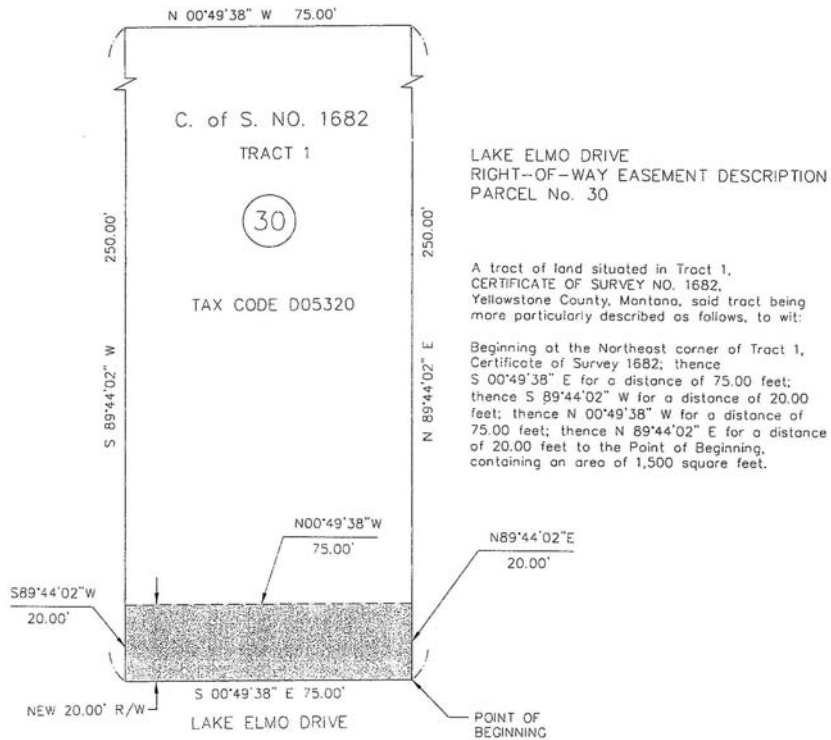 N 00°49'38" W 75.00'
C. of S. NO. 1682
TRACT 1
30
S 89°44'02" W 250.00'
N 89°44'02" E 250.00'
TAX CODE D05320
LAKE ELMO DRIVE
RIGHT-OF-WAY EASEMENT DESCRIPTION
PARCEL No. 30
A tract of land situated in Tract 1,
CERTIFICATE OF SURVEY NO. 1682,
Yellowstone County, Montana, said tract being
more particularly described as follows, to wit:
Beginning at the Northeast corner of Tract 1,
Certificate of Survey 1682; thence
S 00°49'38" E for a distance of 75.00 feet;
thence S 89°44'02" W for a distance of 20.00
feet; thence N 00°49'38" W for a distance of
75.00 feet; thence N 89°44'02" E for a distance
of 20.00 feet to the Point of Beginning,
containing an area of 1,500 square feet.
N00°49'38"W
75.00'
N89°44'02"E
20.00'
S89°44'02"W
20.00'
S 00°49'38" E 75.00'
NEW 20.00' R/W
LAKE ELMO DRIVE
POINT OF
BEGINNING